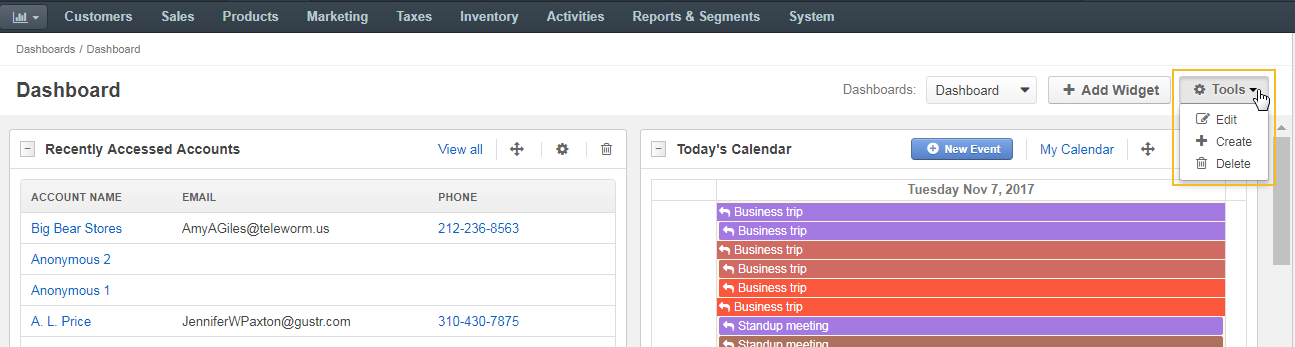 Customers Sales Products Marketing Taxes Inventory Activities Reports & Segments System
Dashboards / Dashboard
Dashboard Dashboards: Dashboard Add Widget Tools
Edit
Create
Delete
Recently Accessed Accounts View all
ACCOUNT NAME EMAIL PHONE
Big Bear Stores AmyAGiles@teleworm.us 212-236-8563
Anonymous 2
Anonymous 1
A. L. Price JenniferWPaxton@gustr.com 310-430-7875
Today's Calendar New Event My Calendar
Tuesday Nov 7, 2017
Business trip
Business trip
Business trip
Business trip
Business trip
Business trip
Standup meeting
Standup meeting